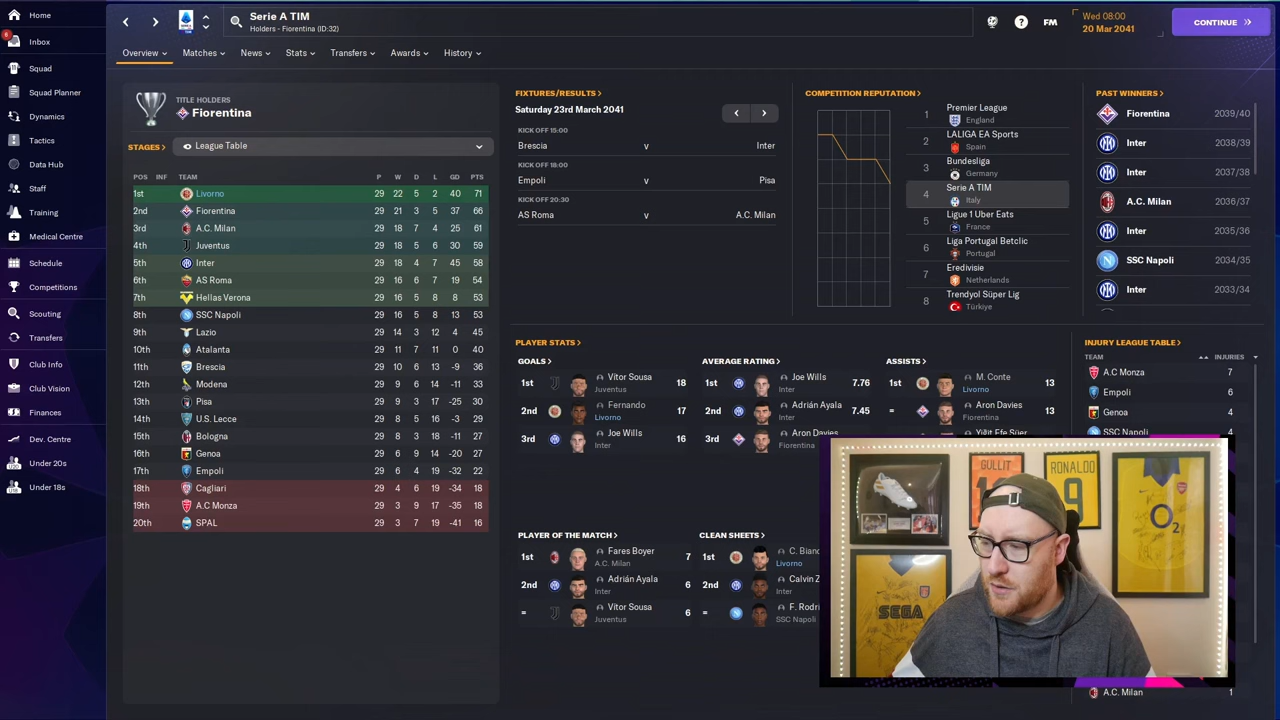 Home
6
Inbox
Squad
Squad Planner
Dynamics
Tactics
Data Hub
Staff
Training
Medical Centre
Schedule
Competitions
Scouting
Transfers
Club Info
Club Vision
Finances
Dev. Centre
Under 20s
Under 18s
Serie A TIM
Holders - Fiorentina (ID:32)
FM
Wed 08:00
20 Mar 2041
CONTINUE
Overview
Matches
News
Stats
Transfers
Awards
History
TITLE HOLDERS
Fiorentina
STAGES
League Table
POS INF TEAM P W D L GD PTS
1st Livorno 29 22 5 2 40 71
2nd Fiorentina 29 21 3 5 37 66
3rd A.C. Milan 29 18 7 4 25 61
4th Juventus 29 18 5 6 30 59
5th Inter 29 18 4 7 45 58
6th AS Roma 29 16 6 7 19 54
7th Hellas Verona 29 16 5 8 8 53
8th SSC Napoli 29 16 5 8 13 53
9th Lazio 29 14 3 12 4 45
10th Atalanta 29 11 7 11 0 40
11th Brescia 29 10 6 13 -9 36
12th Modena 29 9 6 14 -11 33
13th Pisa 29 9 3 17 -25 30
14th U.S. Lecce 29 8 5 16 -3 29
15th Bologna 29 8 3 18 -11 27
16th Genoa 29 6 9 14 -20 27
17th Empoli 29 6 4 19 -32 22
18th Cagliari 29 4 6 19 -34 18
19th A.C Monza 29 3 9 17 -35 18
20th SPAL 29 3 7 19 -41 16
FIXTURES/RESULTS
Saturday 23rd March 2041
KICK OFF 15:00
Brescia v Inter
KICK OFF 18:00
Empoli v Pisa
KICK OFF 20:30
AS Roma v A.C. Milan
COMPETITION REPUTATION
1 Premier League
England
2 LALIGA EA Sports
Spain
3 Bundesliga
Germany
4 Serie A TIM
Italy
5 Ligue 1 Uber Eats
France
6 Liga Portugal Betclic
Portugal
7 Eredivisie
Netherlands
8 Trendyol Süper Lig
Türkiye
PAST WINNERS
Fiorentina 2039/40
Inter 2038/39
Inter 2037/38
A.C. Milan 2036/37
Inter 2035/36
SSC Napoli 2034/35
Inter 2033/34
PLAYER STATS
GOALS
1st Vítor Sousa 18
Juventus
2nd Fernando 17
Livorno
3rd Joe Wills 16
Inter
AVERAGE RATING
1st Joe Wills 7.76
Inter
2nd Adrián Ayala 7.45
Inter
3rd Aron Davies
Fiorentina
ASSISTS
1st M. Conte 13
Livorno
= Aron Davies 13
Fiorentina
PLAYER OF THE MATCH
1st Fares Boyer 7
A.C. Milan
2nd Adrián Ayala 6
Inter
= Vítor Sousa 6
Juventus
CLEAN SHEETS
1st C. Bianc
Livorno
2nd Calvin Z
Inter
= F. Rodri
SSC Napoli
INJURY LEAGUE TABLE
TEAM INJURIES
A.C Monza 7
Empoli 6
Genoa 4
SSC Napoli 4
A.C. Milan 1
GULLIT
RONALDO
9
O2
SEGA